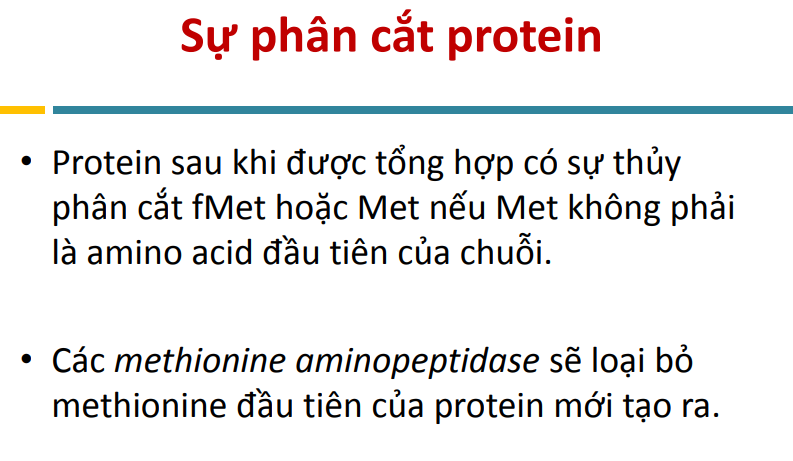 Sự phân cắt protein
• Protein sau khi được tổng hợp có sự thủy
phân cắt fMet hoặc Met nếu Met không phải
là amino acid đầu tiên của chuỗi.
• Các methionine aminopeptidase sẽ loại bỏ
methionine đầu tiên của protein mới tạo ra.